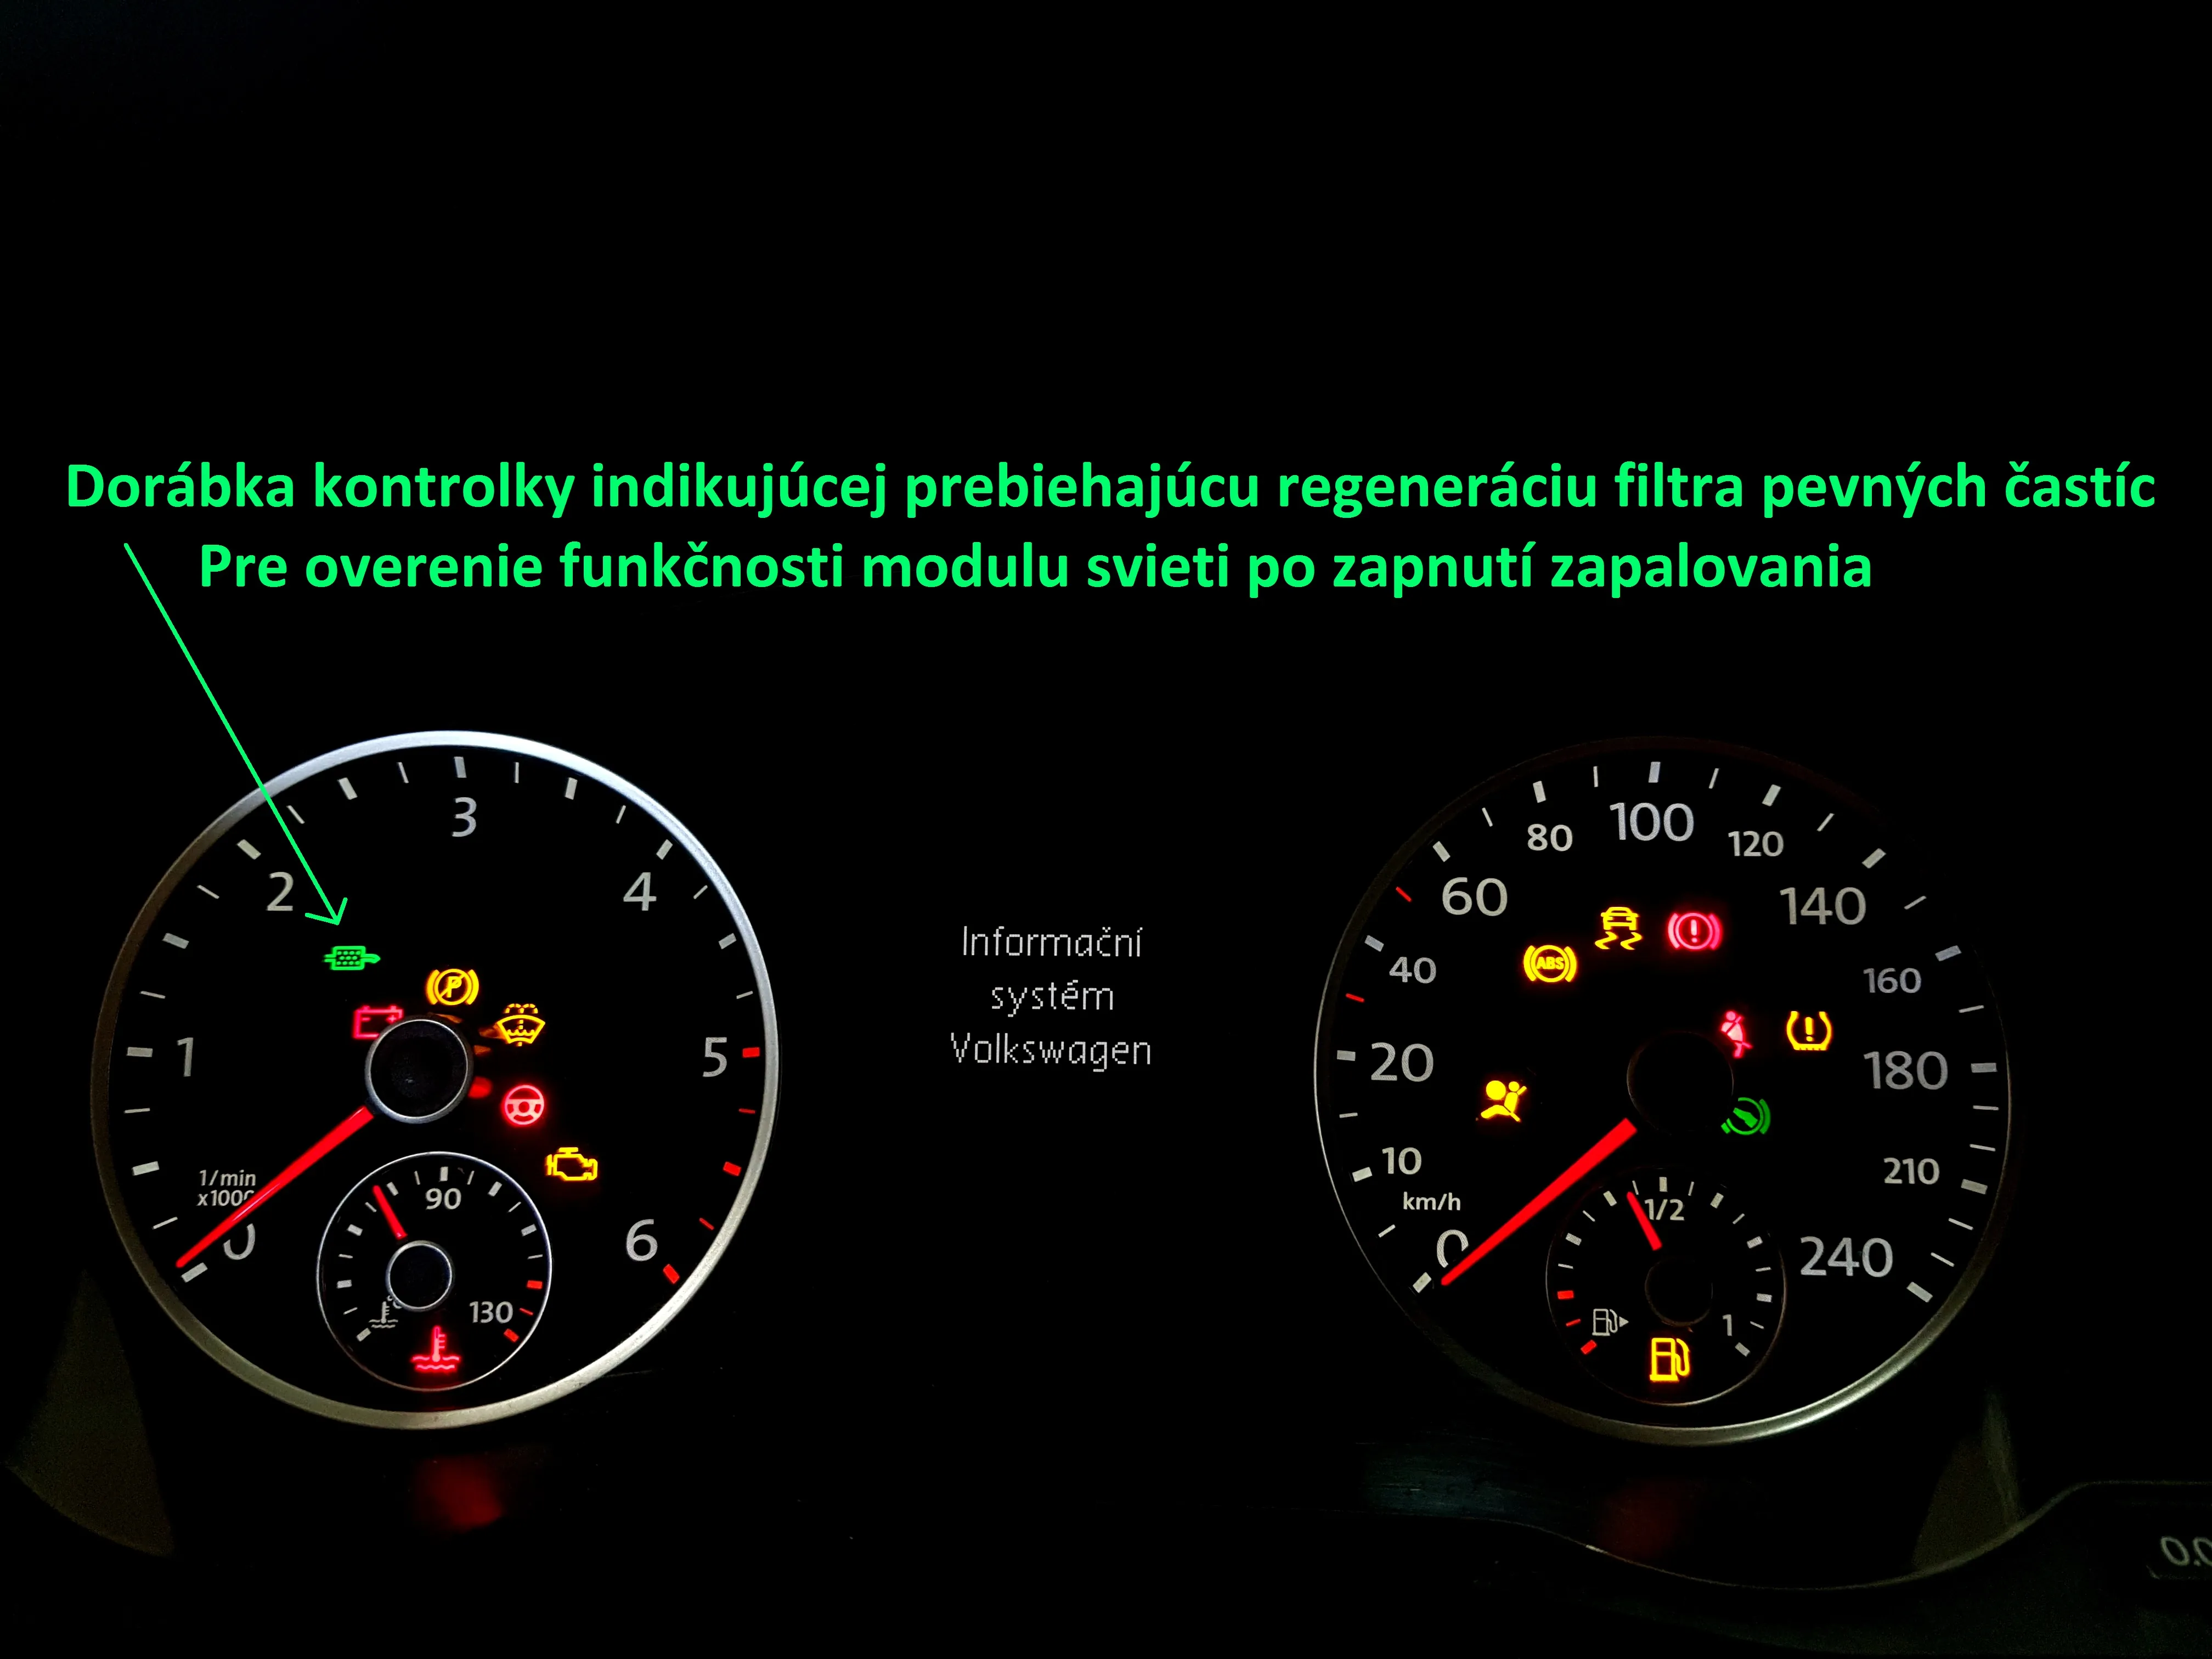 Dorábka kontrolky indikujúcej prebiehajúcu regeneráciu filtra pevných častíc
Pre overenie funkčnosti modulu svieti po zapnutí zapalovania
3
2
4
1
5
1/min
x1000
0
6
90
130
Informační
systém
Volkswagen
100
80
120
60
140
40
160
20
180
10
210
km/h
0
240
1/2
1
ABS
P